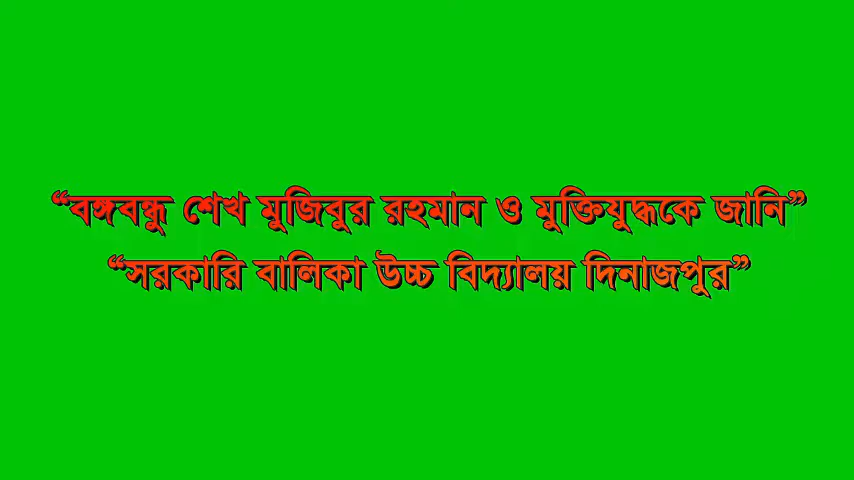 “বঙ্গবন্ধু শেখ মুজিবুর রহমান ও মুক্তিযুদ্ধকে জানি”
“সরকারি বালিকা উচ্চ বিদ্যালয় দিনাজপুর”